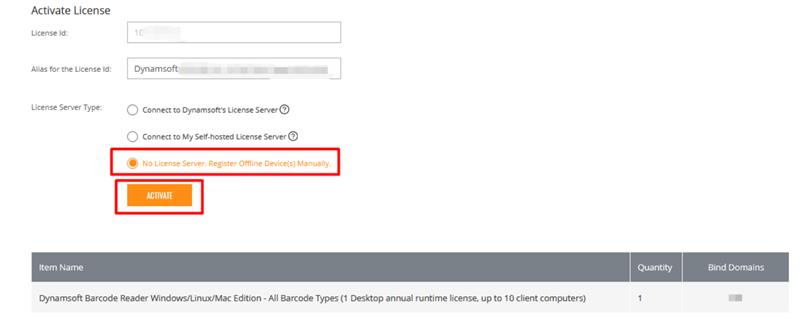 Activate License
License Id: 10
Alias for the License Id: Dynamsoft
License Server Type: Connect to Dynamsoft's License Server ?
Connect to My Self-hosted License Server ?
No License Server. Register Offline Device(s) Manually.
ACTIVATE
Item Name Quantity Bind Domains
Dynamsoft Barcode Reader Windows/Linux/Mac Edition - All Barcode Types (1 Desktop annual runtime license, up to 10 client computers) 1